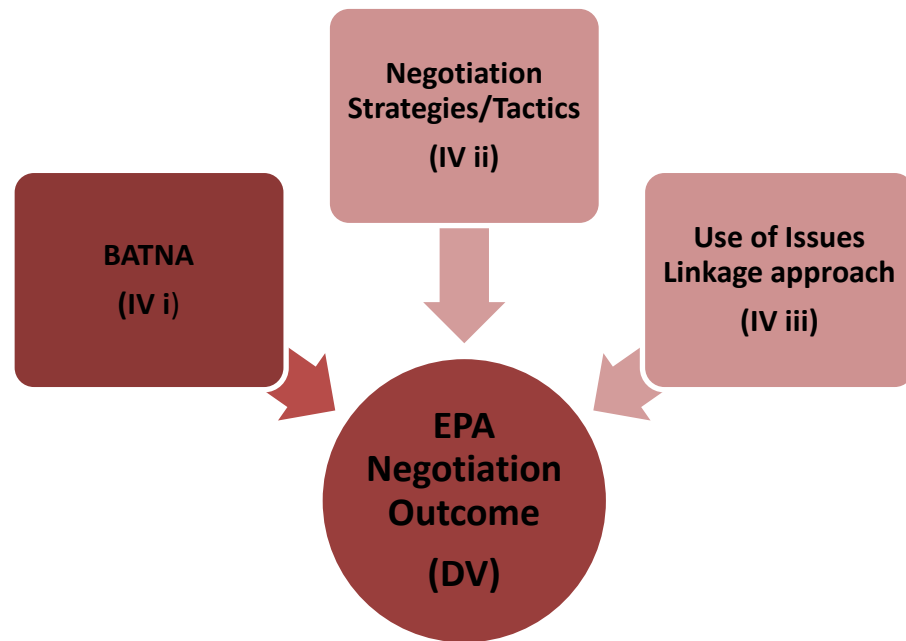 Negotiation
Strategies/Tactics
(IV ii)
BATNA
(IV i)
Use of Issues
Linkage approach
(IV iii)
EPA
Negotiation
Outcome
(DV)